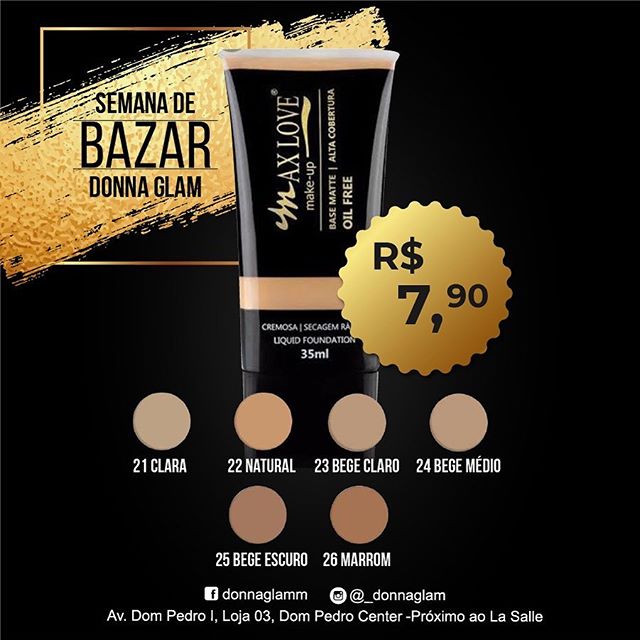 SEMANA DE
BAZAR
DONNA GLAM
MAX LOVE®
make-up
BASE MATTE | ALTA COBERTURA
OIL FREE
CREMOSA | SECAGEM
LIQUID FOUNDATION
35ml
R$
7,90
21 CLARA
22 NATURAL
23 BEGE CLARO
24 BEGE MÉDIO
25 BEGE ESCURO
26 MARROM
donnaglamm
@_donnaglam
Av. Dom Pedro I, Loja 03, Dom Pedro Center -Próximo ao La Salle